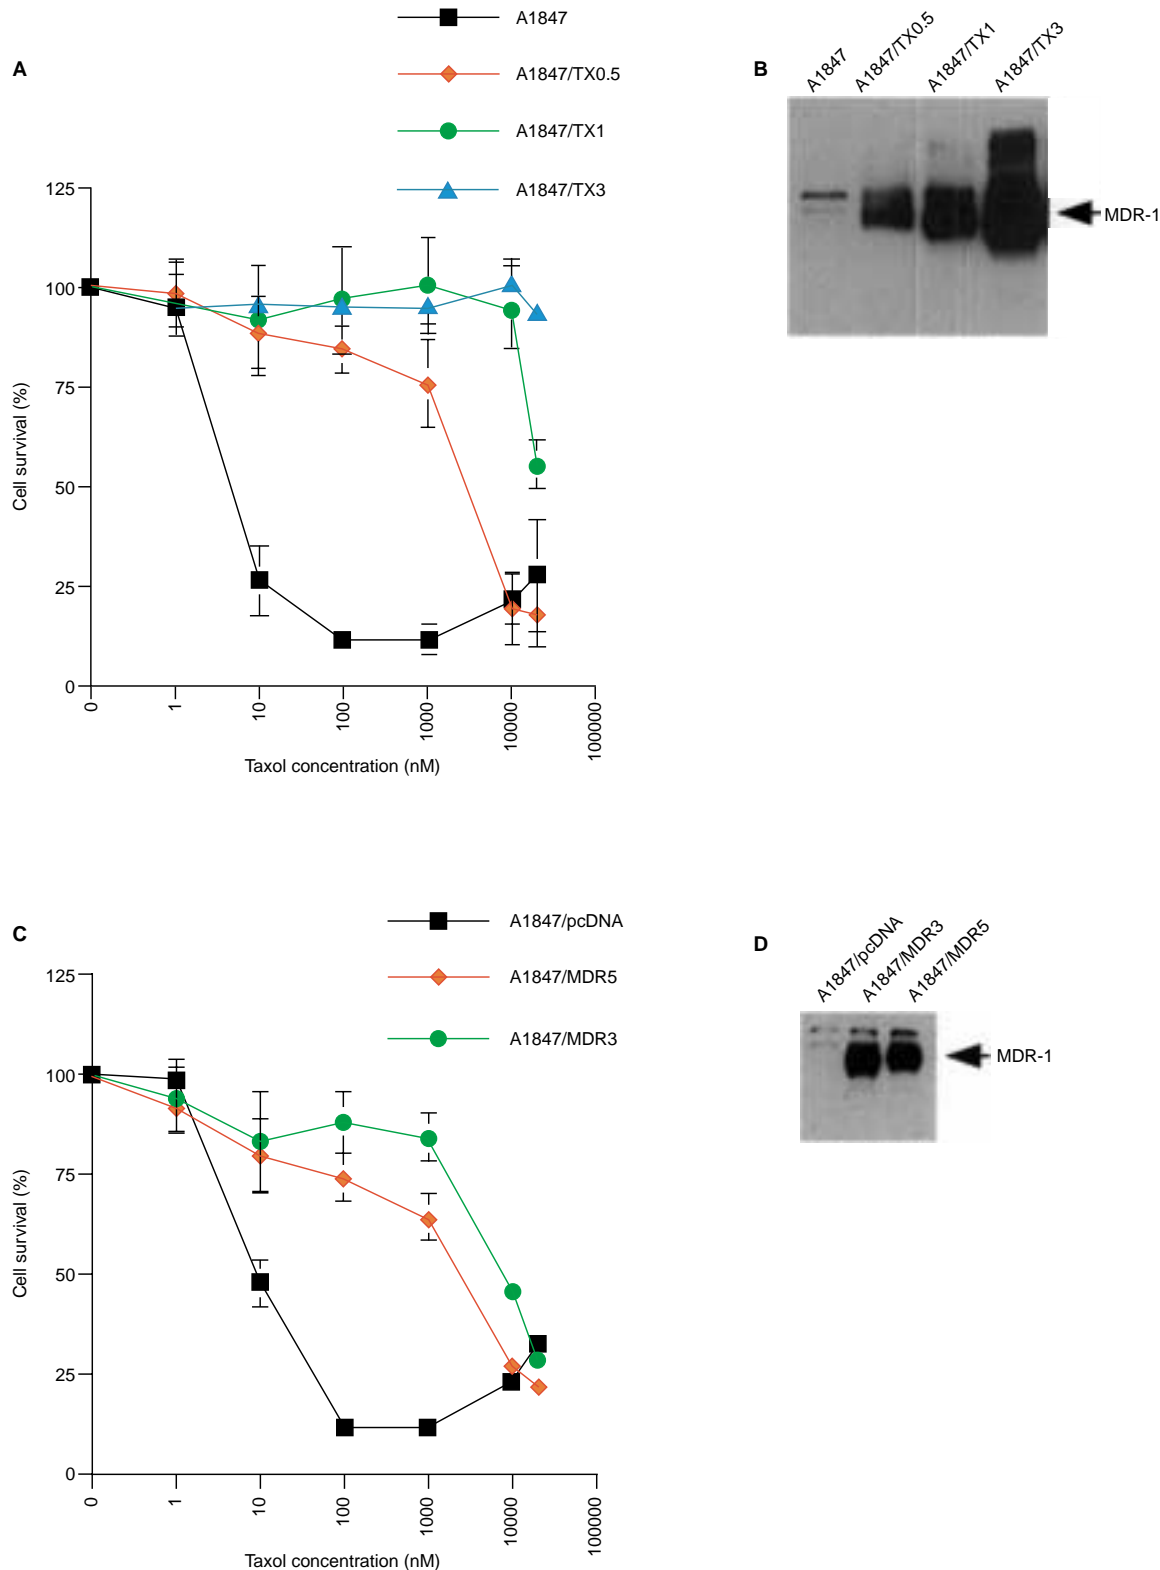 A1847
A
A1847/TX0.5
A1847/TX1
A1847/TX3
125
100
75
50
25
0
Cell survival (%)
0
1
10
100
1000
10000
100000
Taxol concentration (nM)
B
A1847
A1847/TX0.5
A1847/TX1
A1847/TX3
MDR-1
C
A1847/pcDNA
A1847/MDR5
A1847/MDR3
125
100
75
50
25
0
Cell survival (%)
0
1
10
100
1000
10000
100000
Taxol concentration (nM)
D
A1847/pcDNA
A1847/MDR3
A1847/MDR5
MDR-1